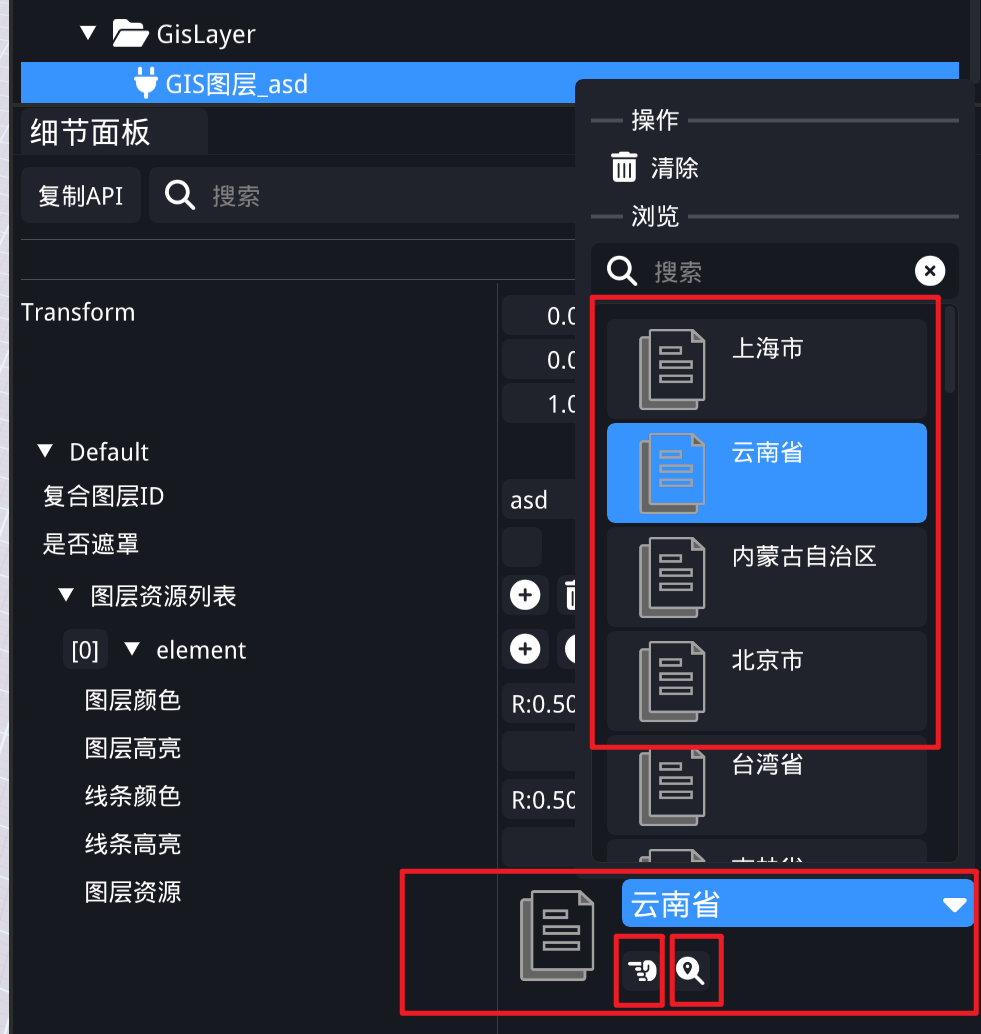 GisLayer
GIS图层_asd
细节面板
复制API
搜索
操作
清除
浏览
搜索
上海市
云南省
内蒙古自治区
北京市
台湾省
Transform
0.0
0.0
1.0
Default
复合图层ID
asd
是否遮罩
图层资源列表
[0]
element
图层颜色
R:0.50
图层高亮
线条颜色
R:0.50
线条高亮
图层资源
云南省